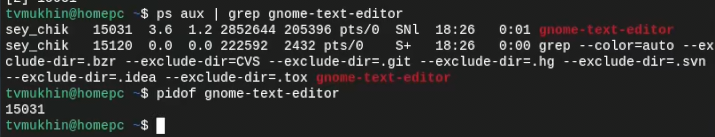 [2] 15031
tvmukhin@homepc ~$ ps aux | grep gnome-text-editor
sey_chik   15031  3.6  1.2 2852644 205396 pts/0  SNl  18:26   0:01 gnome-text-editor
sey_chik   15120  0.0  0.0 222592  2432 pts/0    S+   18:26   0:00 grep --color=auto --ex
clude-dir=.bzr --exclude-dir=CVS --exclude-dir=.git --exclude-dir=.hg --exclude-dir=.svn
--exclude-dir=.idea --exclude-dir=.tox gnome-text-editor
tvmukhin@homepc ~$ pidof gnome-text-editor
15031
tvmukhin@homepc ~$